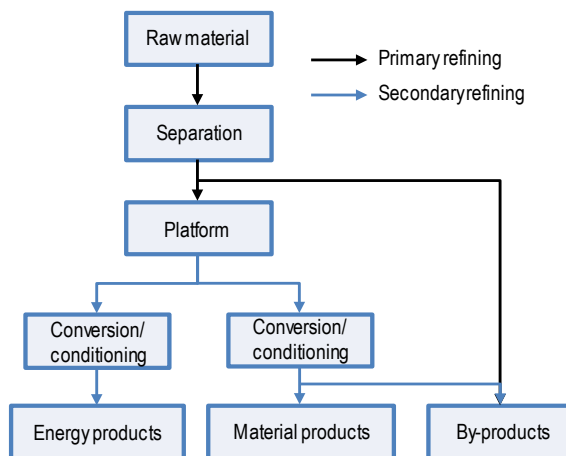 Raw material
Primary refining
Secondary refining
Separation
Platform
Conversion/
conditioning
Conversion/
conditioning
Energy products
Material products
By-products